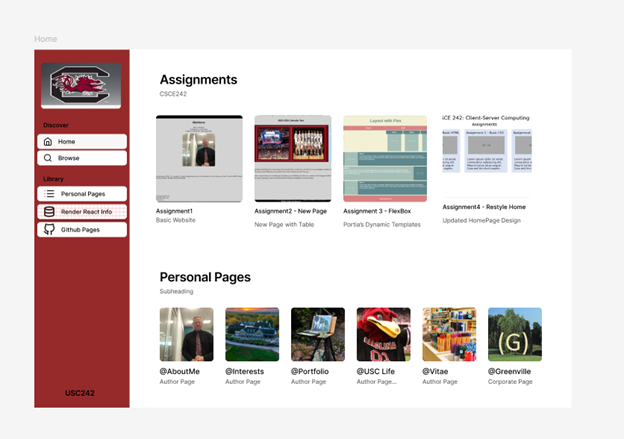 Home
Discover
Home
Browse
Library
Personal Pages
Render React Info
Github Pages
USC242
Assignments
CSCE242
Layout with Flex
CE 242: Client-Server Computing
Assignments
Assignment1
Basic Website
Assignment2 - New Page
New Page with Table
Assignment 3 - FlexBox
Portia's Dynamic Templates
Assignment4 - Restyle Home
Updated HomePage Design
Personal Pages
Subheading
CAROLINA
(G)
@AboutMe
Author Page
@Interests
Author Page
@Portfolio
Author Page
@USC Life
Author Page...
@Vitae
Author Page
@Greenville
Corporate Page